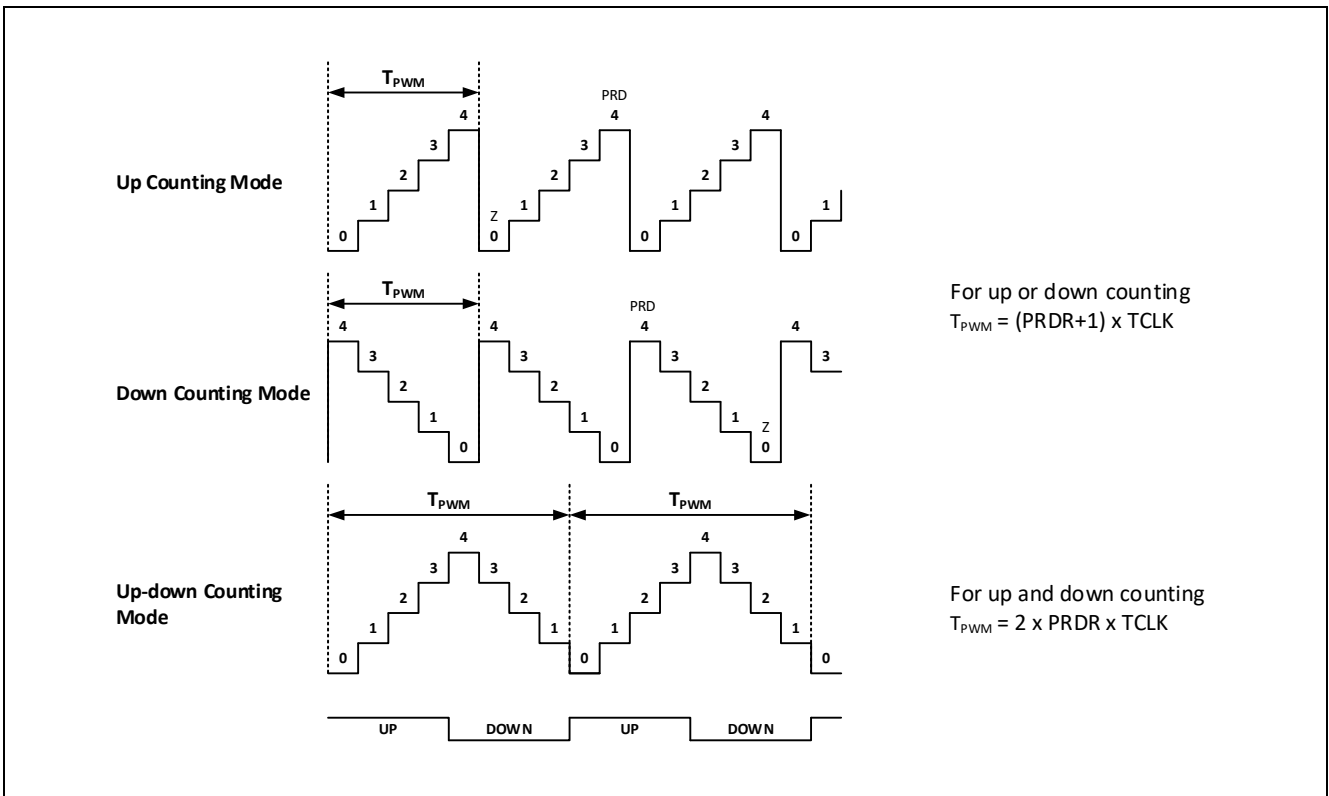 TPWM
PRD
4 4 4
3 3 3
2 2 2
Up Counting Mode
1 1 1 1
Z
0 0 0 0
TPWM
PRD
4 4 4 4
3 3 3 3
2 2 2
Down Counting Mode
1 1 1
Z
0 0 0
For up or down counting
TPWM = (PRDR+1) x TCLK
TPWM TPWM
4 4
3 3 3 3
Up-down Counting
Mode
2 2 2 2
1 1 1 1
0 0 0
For up and down counting
TPWM = 2 x PRDR x TCLK
UP DOWN UP DOWN